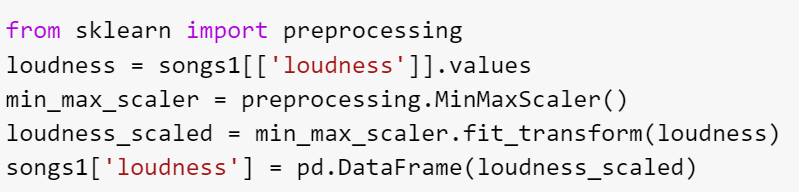 from sklearn import preprocessing
loudness = songs1[['loudness']].values
min_max_scaler = preprocessing.MinMaxScaler()
loudness_scaled = min_max_scaler.fit_transform(loudness)
songs1['loudness'] = pd.DataFrame(loudness_scaled)